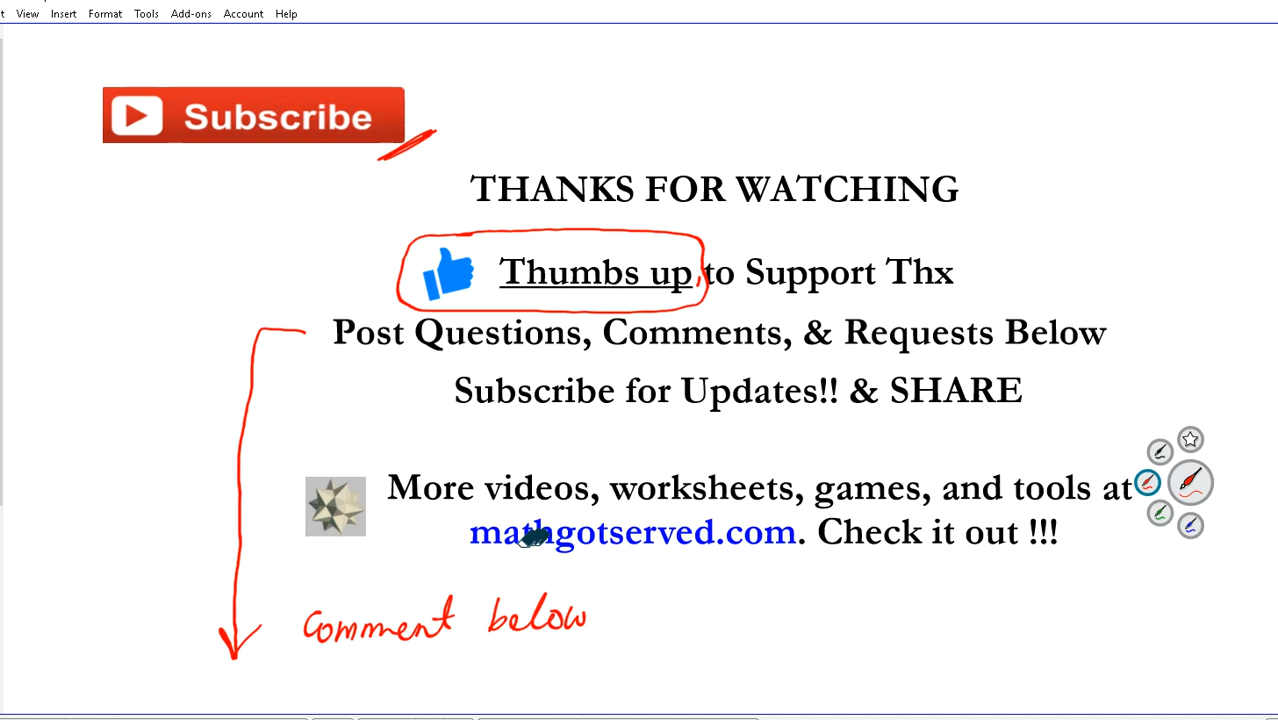 t View Insert Format Tools Add-ons Account Help
Subscribe
THANKS FOR WATCHING
Thumbs up, to Support Thx
Post Questions, Comments, & Requests Below
Subscribe for Updates!! & SHARE
More videos, worksheets, games, and tools at
mathgotserved.com. Check it out !!!
Comment below